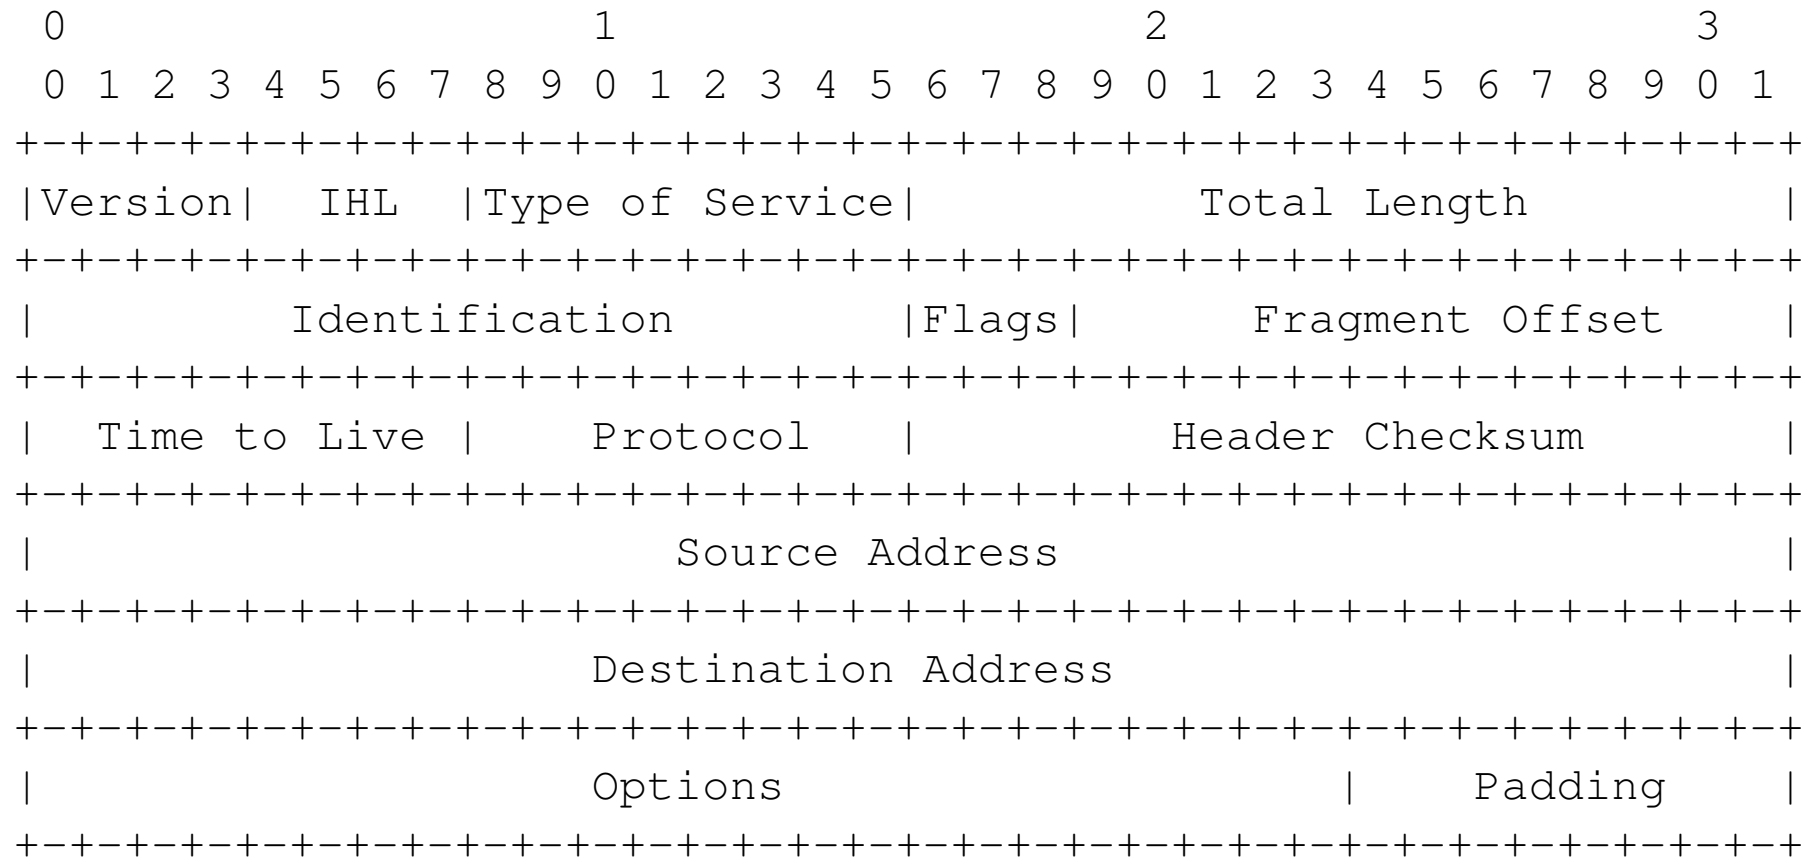 0                   1                   2                   3
 0 1 2 3 4 5 6 7 8 9 0 1 2 3 4 5 6 7 8 9 0 1 2 3 4 5 6 7 8 9 0 1
+-+-+-+-+-+-+-+-+-+-+-+-+-+-+-+-+-+-+-+-+-+-+-+-+-+-+-+-+-+-+-+-+
|Version|  IHL  |Type of Service|          Total Length         |
+-+-+-+-+-+-+-+-+-+-+-+-+-+-+-+-+-+-+-+-+-+-+-+-+-+-+-+-+-+-+-+-+
|         Identification        |Flags|      Fragment Offset    |
+-+-+-+-+-+-+-+-+-+-+-+-+-+-+-+-+-+-+-+-+-+-+-+-+-+-+-+-+-+-+-+-+
|  Time to Live |    Protocol   |         Header Checksum       |
+-+-+-+-+-+-+-+-+-+-+-+-+-+-+-+-+-+-+-+-+-+-+-+-+-+-+-+-+-+-+-+-+
|                       Source Address                          |
+-+-+-+-+-+-+-+-+-+-+-+-+-+-+-+-+-+-+-+-+-+-+-+-+-+-+-+-+-+-+-+-+
|                    Destination Address                        |
+-+-+-+-+-+-+-+-+-+-+-+-+-+-+-+-+-+-+-+-+-+-+-+-+-+-+-+-+-+-+-+-+
|                    Options                    |    Padding    |
+-+-+-+-+-+-+-+-+-+-+-+-+-+-+-+-+-+-+-+-+-+-+-+-+-+-+-+-+-+-+-+-+